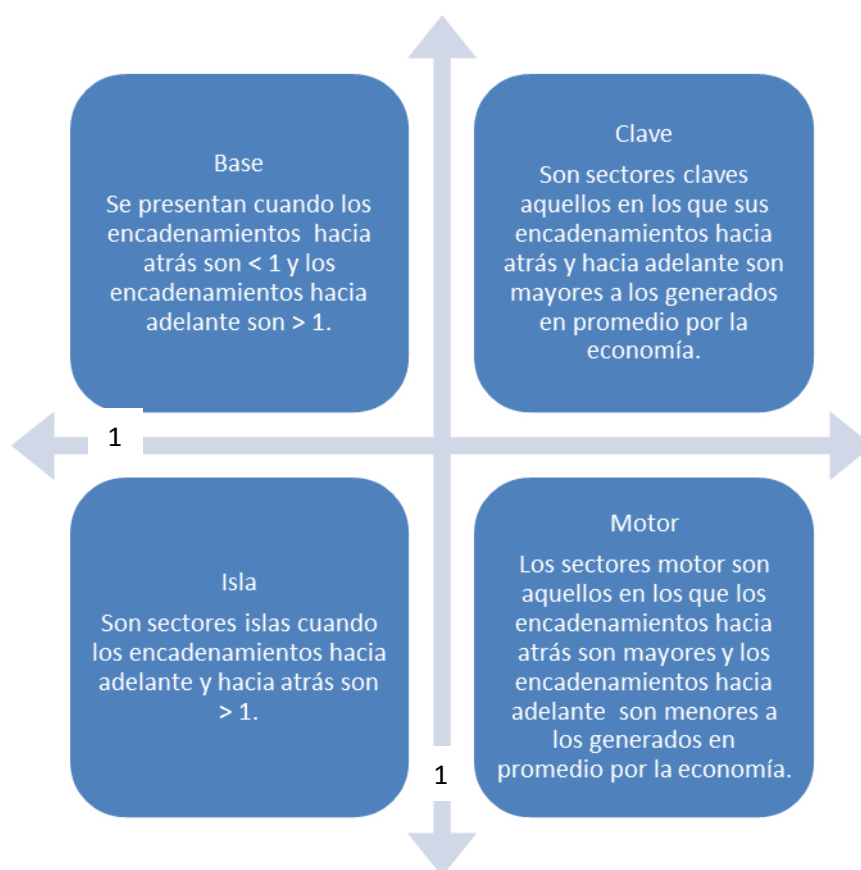 Base
Se presentan cuando los
encadenamientos hacia
atrás son < 1 y los
encadenamientos hacia
adelante son > 1.
Clave
Son sectores claves
aquellos en los que sus
encadenamientos hacia
atrás y hacia adelante son
mayores a los generados
en promedio por la
economía.
1
Isla
Son sectores islas cuando
los encadenamientos hacia
adelante y hacia atrás son
> 1.
Motor
Los sectores motor son
aquellos en los que los
encadenamientos hacia
atrás son mayores y los
encadenamientos hacia
adelante son menores a
los generados en
promedio por la economía.
1